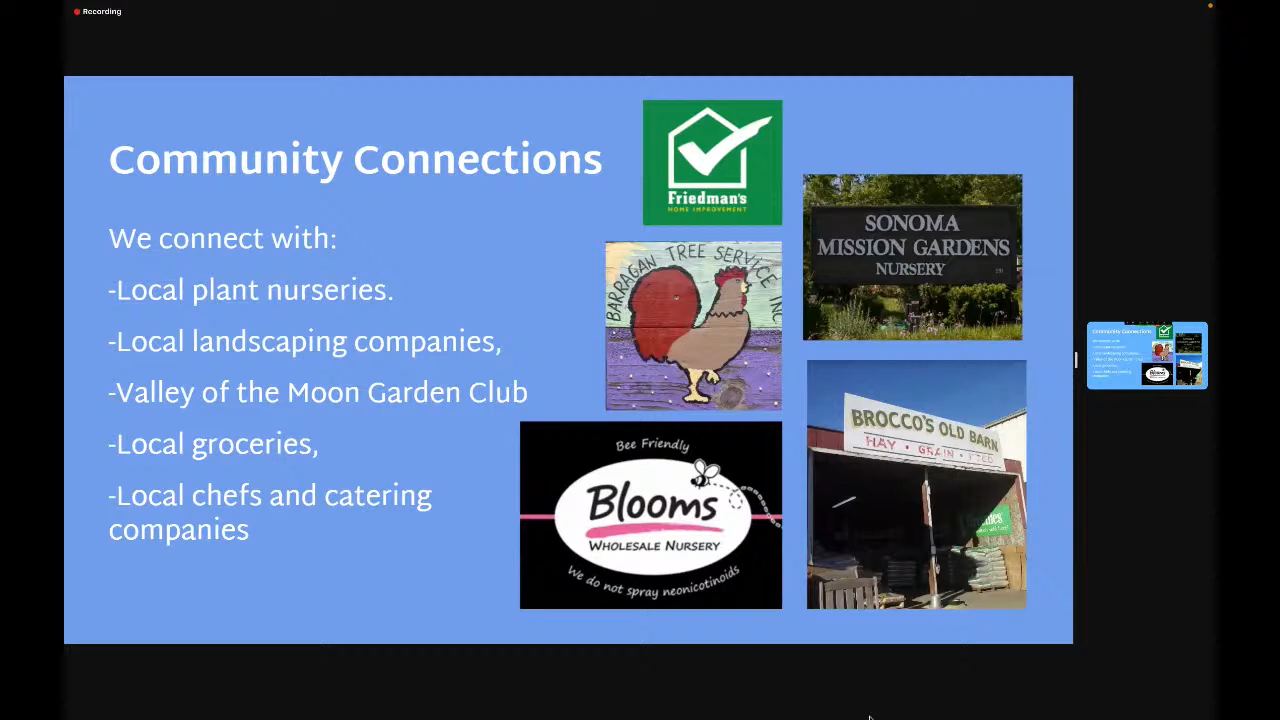 Recording
Community Connections
We connect with:
-Local plant nurseries.
-Local landscaping companies,
-Valley of the Moon Garden Club
-Local groceries,
-Local chefs and catering
companies
Friedman's
HOME IMPROVEMENT
SONOMA
MISSION GARDENS
NURSERY
BARRAGAN TREE SERVICE INC
BROCCO'S OLD BARN
HAY • GRAIN • FEED
Bee Friendly
Blooms
WHOLESALE NURSERY
We do not spray neonicotinoids
Community Connections